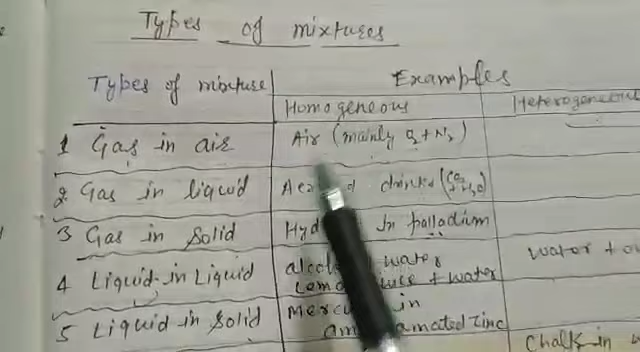 Types of mixtures
Types of mixture Examples
Homogeneous Heterogeneous
1 Gas in air Air (mainly O2 + N2)
2. Gas in liquid drinks (CO2 + H2O)
3 Gas in Solid in palladium
4 Liquid-in Liquid water water +
+ water
5 Liquid in Solid in
Zinc
Chalk in